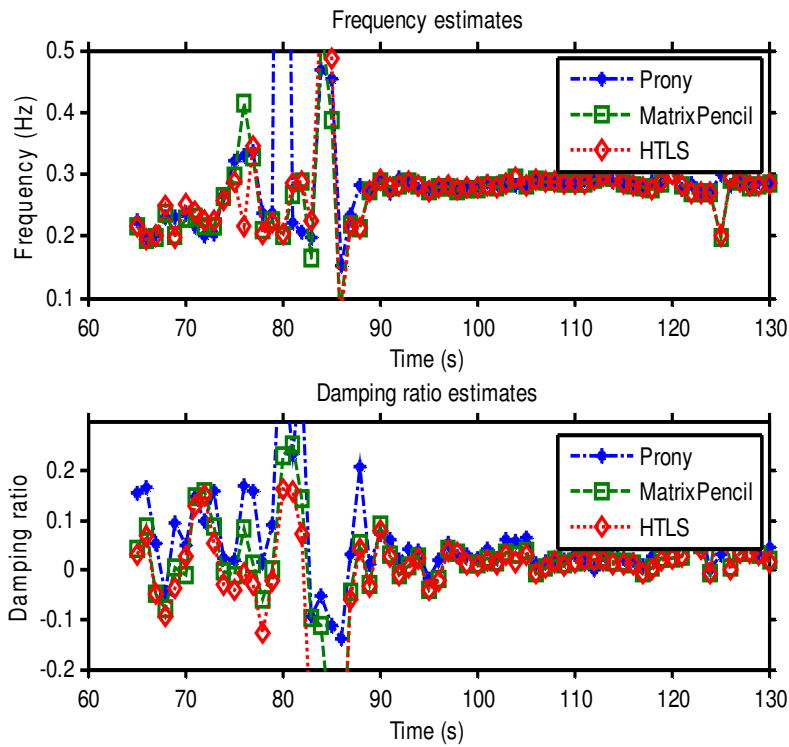 Frequency estimates
0.5
0.4
0.3
0.2
0.1
Frequency (Hz)
Prony
MatrixPencil
HTLS
60 70 80 90 100 110 120 130
Time (s)
Damping ratio estimates
0.2
0.1
0
-0.1
-0.2
Damping ratio
Prony
MatrixPencil
HTLS
60 70 80 90 100 110 120 130
Time (s)